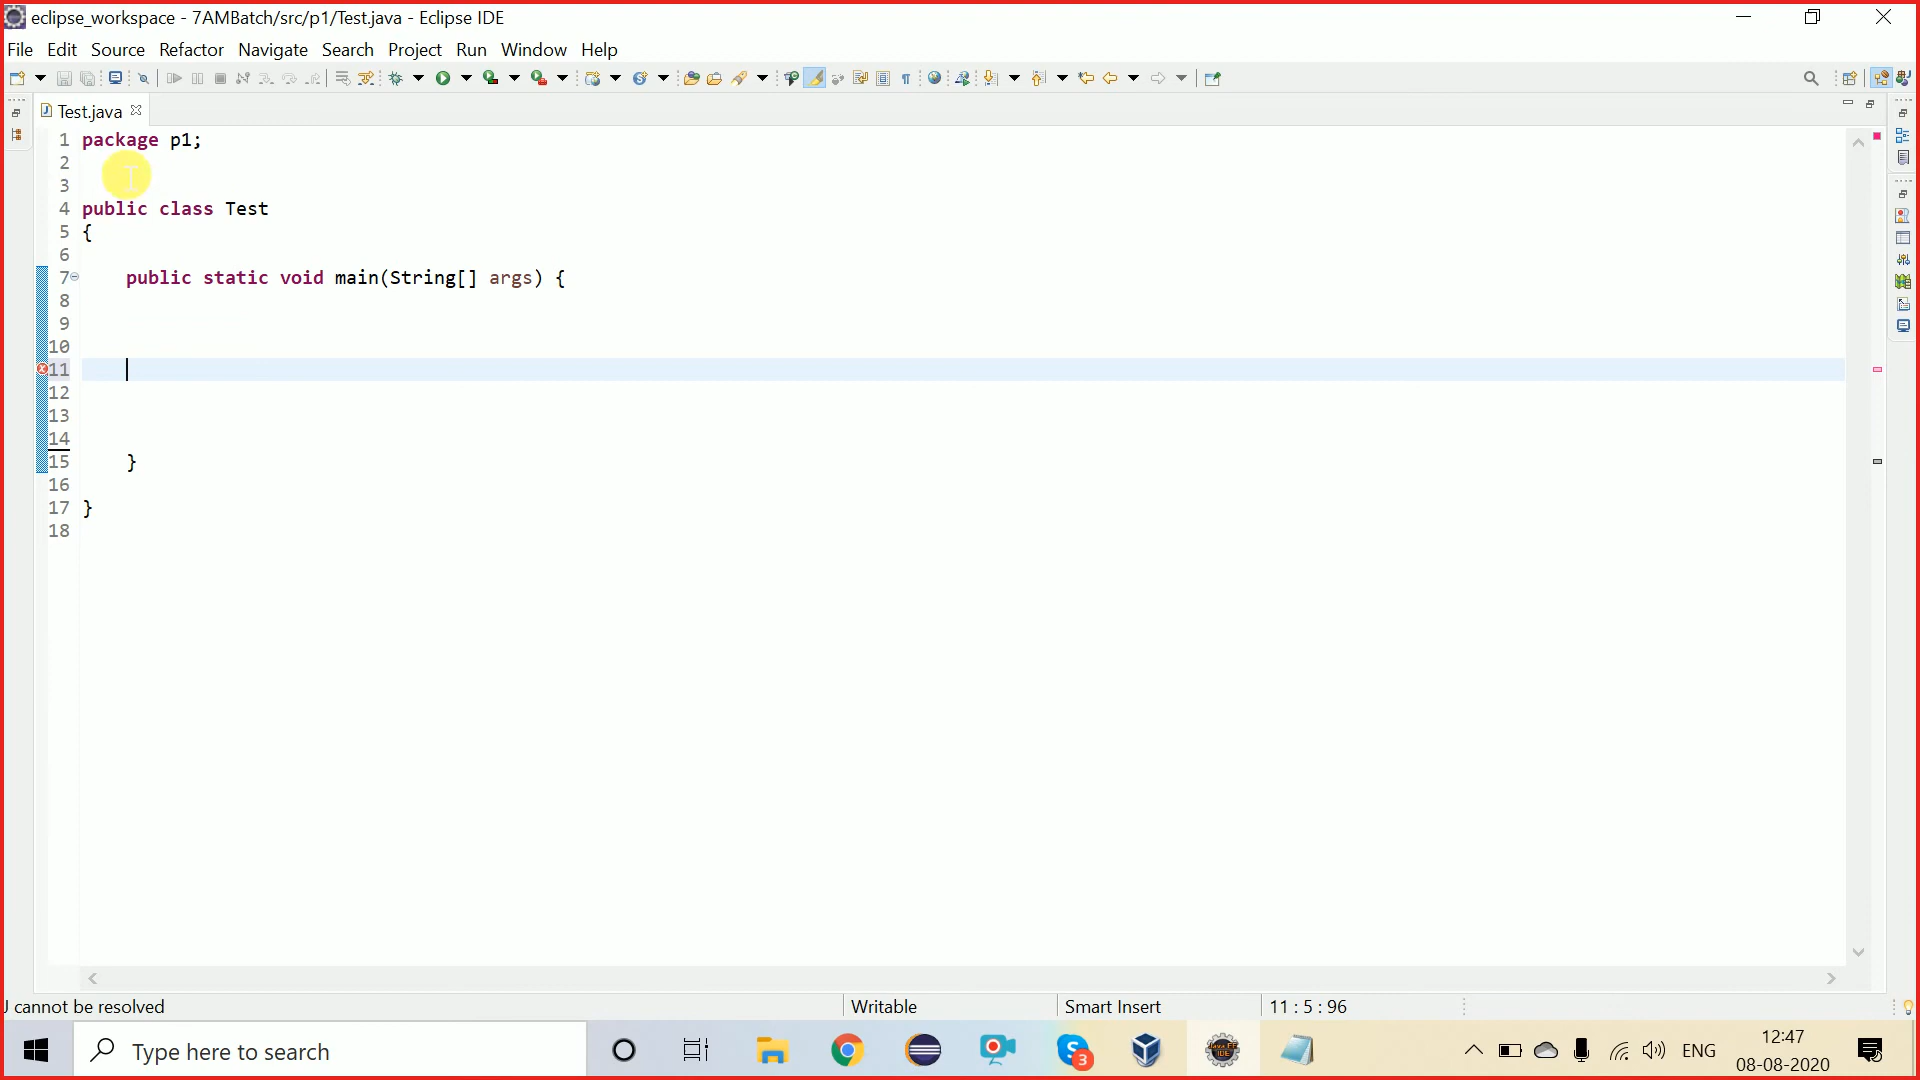 eclipse_workspace - 7AMBatch/src/p1/Test.java - Eclipse IDE
File Edit Source Refactor Navigate Search Project Run Window Help
Test.java
1 package p1;
2
3
4 public class Test
5 {
6
7 public static void main(String[] args) {
8
9
10
11
12
13
14
15 }
16
17 }
18
J cannot be resolved Writable Smart Insert 11 : 5 : 96
Type here to search 3 ENG 12:47
08-08-2020